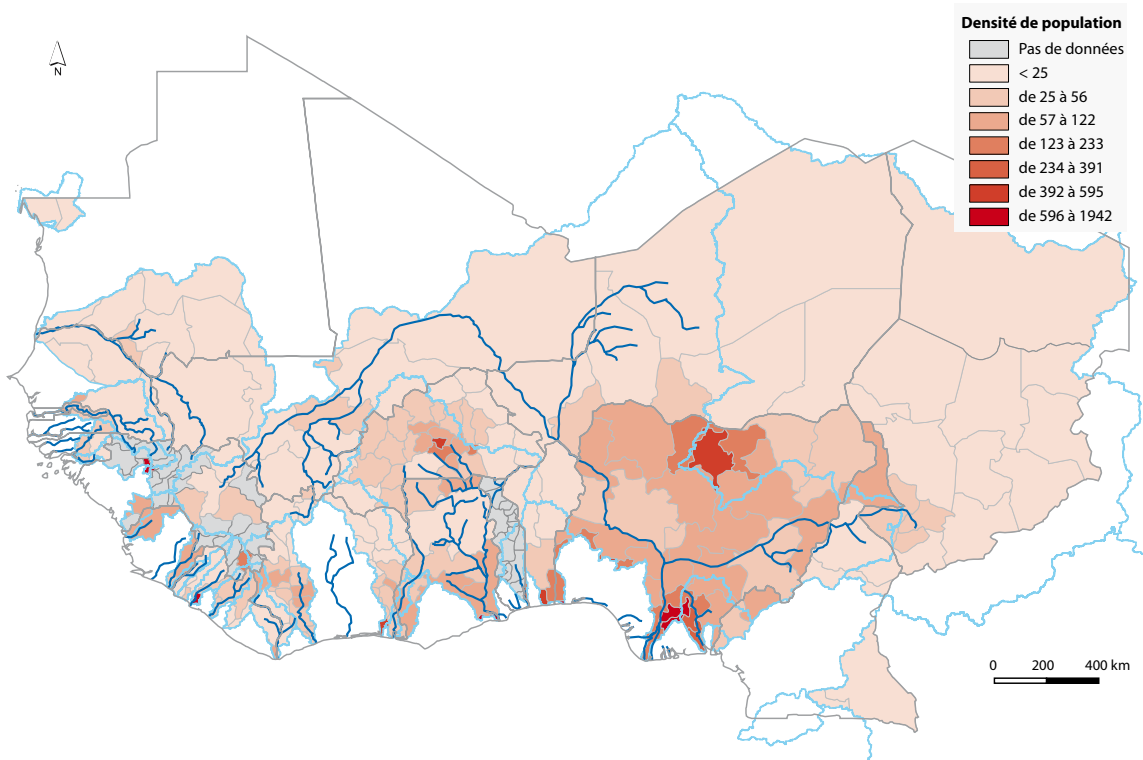 Densité de population
Pas de données
< 25
de 25 à 56
de 57 à 122
de 123 à 233
de 234 à 391
de 392 à 595
de 596 à 1942
N
0 200 400 km